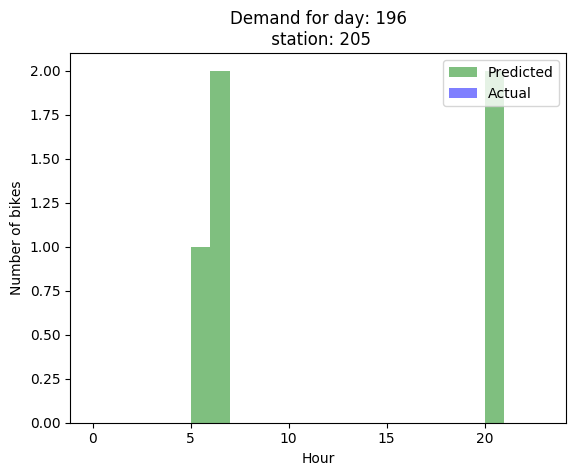 Demand for day: 196
station: 205
Predicted
Actual
2.00
1.75
1.50
1.25
1.00
0.75
0.50
0.25
0.00
Number of bikes
0 5 10 15 20
Hour